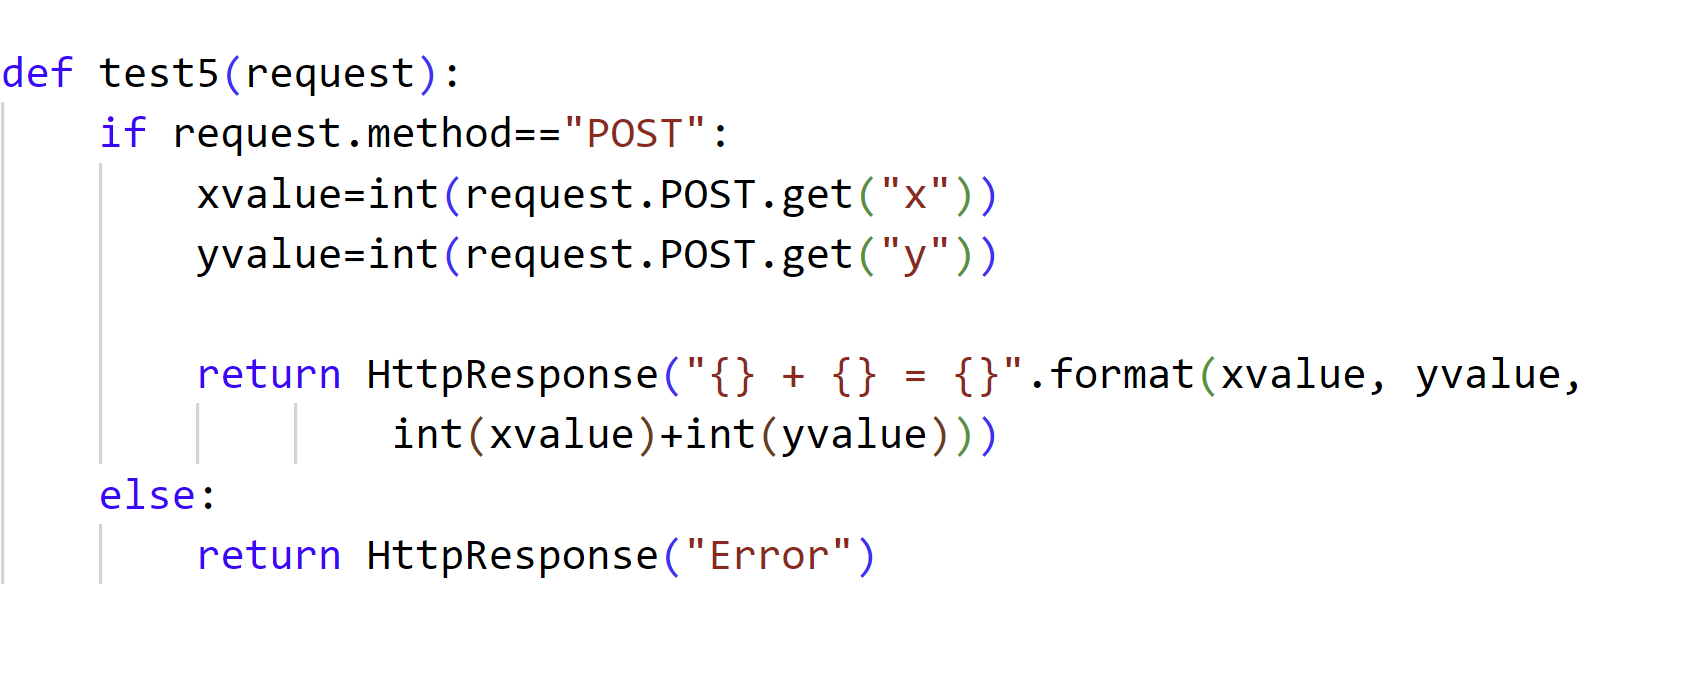 def test5(request):
    if request.method=="POST":
        xvalue=int(request.POST.get("x"))
        yvalue=int(request.POST.get("y"))

        return HttpResponse("{} + {} = {}".format(xvalue, yvalue,
                int(xvalue)+int(yvalue)))
    else:
        return HttpResponse("Error")